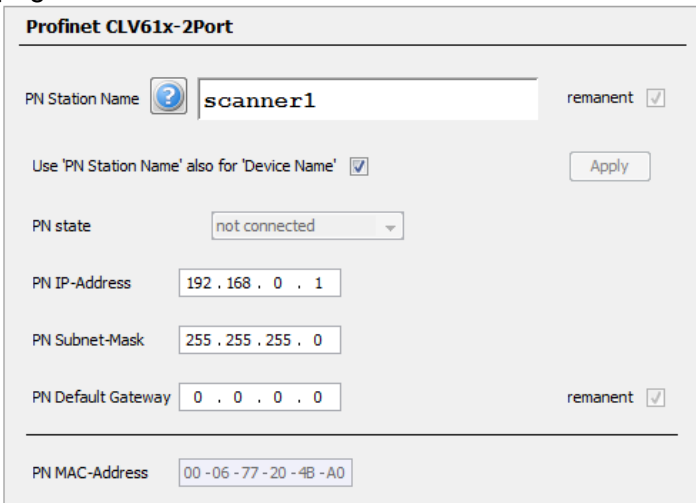 Profinet CLV61x-2Port
PN Station Name ? scanner1 remanent
Use 'PN Station Name' also for 'Device Name' Apply
PN state not connected
PN IP-Address 192 . 168 . 0 . 1
PN Subnet-Mask 255 . 255 . 255 . 0
PN Default Gateway 0 . 0 . 0 . 0 remanent
PN MAC-Address 00 - 06 - 77 - 20 - 4B - A0